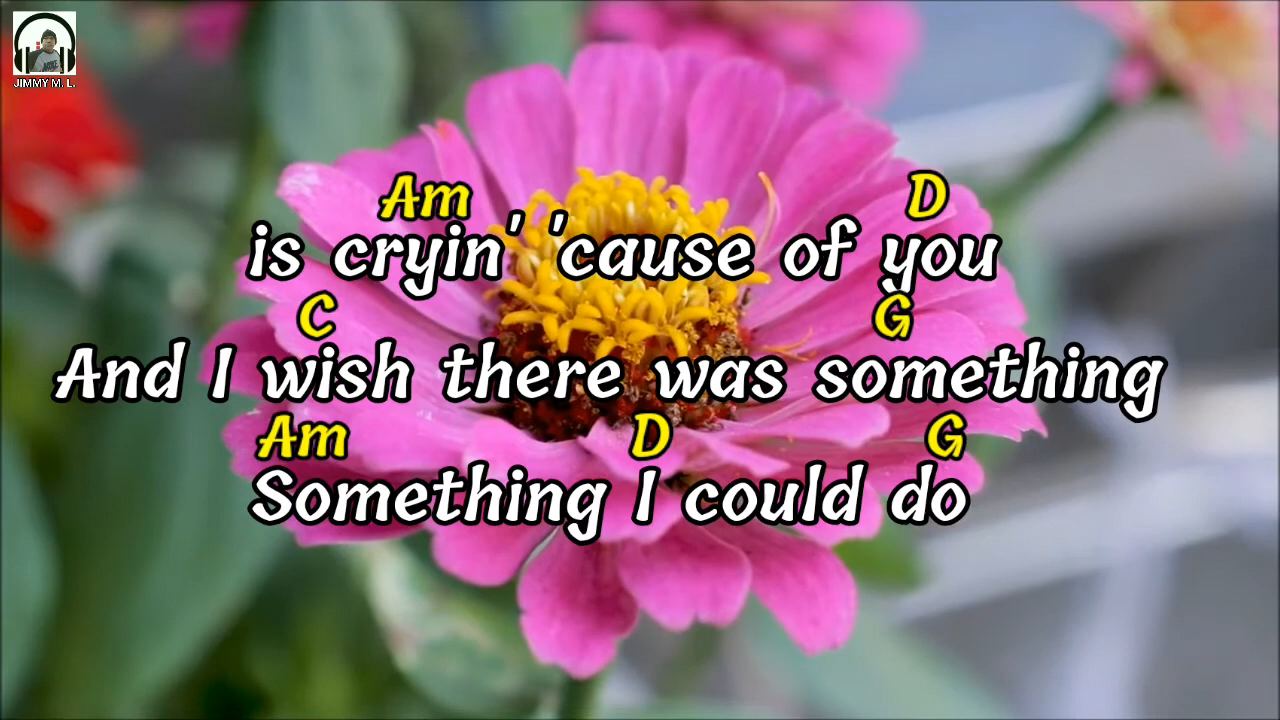 JIMMY M. L.
Am D
is cryin' 'cause of you
C G
And I wish there was something
Am D G
Something I could do